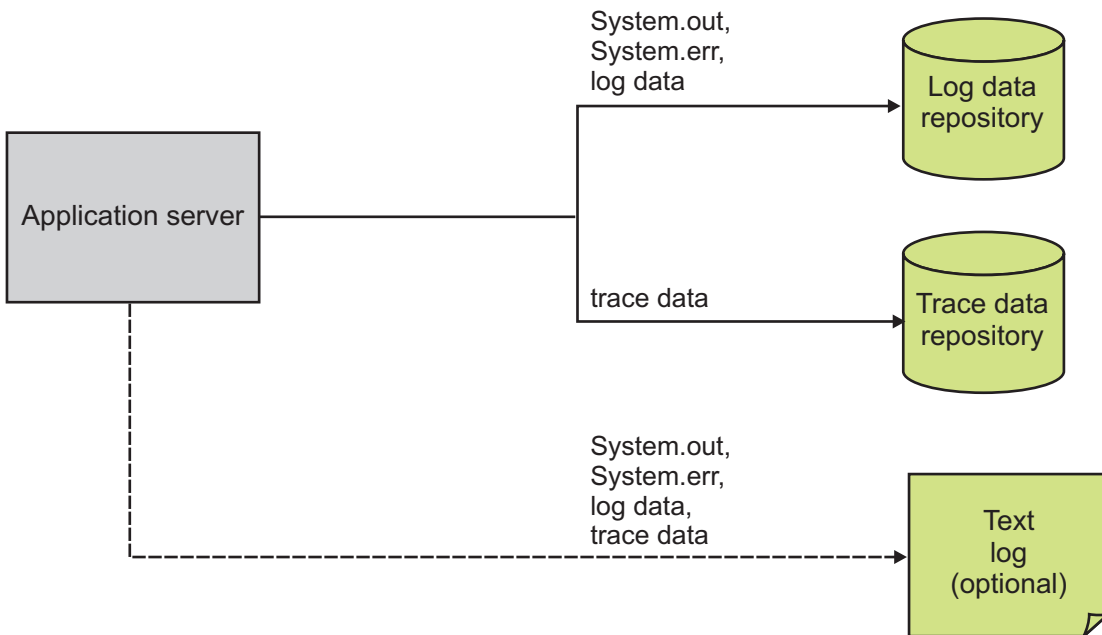 System.out,
System.err,
log data
Log data
repository
Application server
trace data
Trace data
repository
System.out,
System.err,
log data,
trace data
Text
log
(optional)